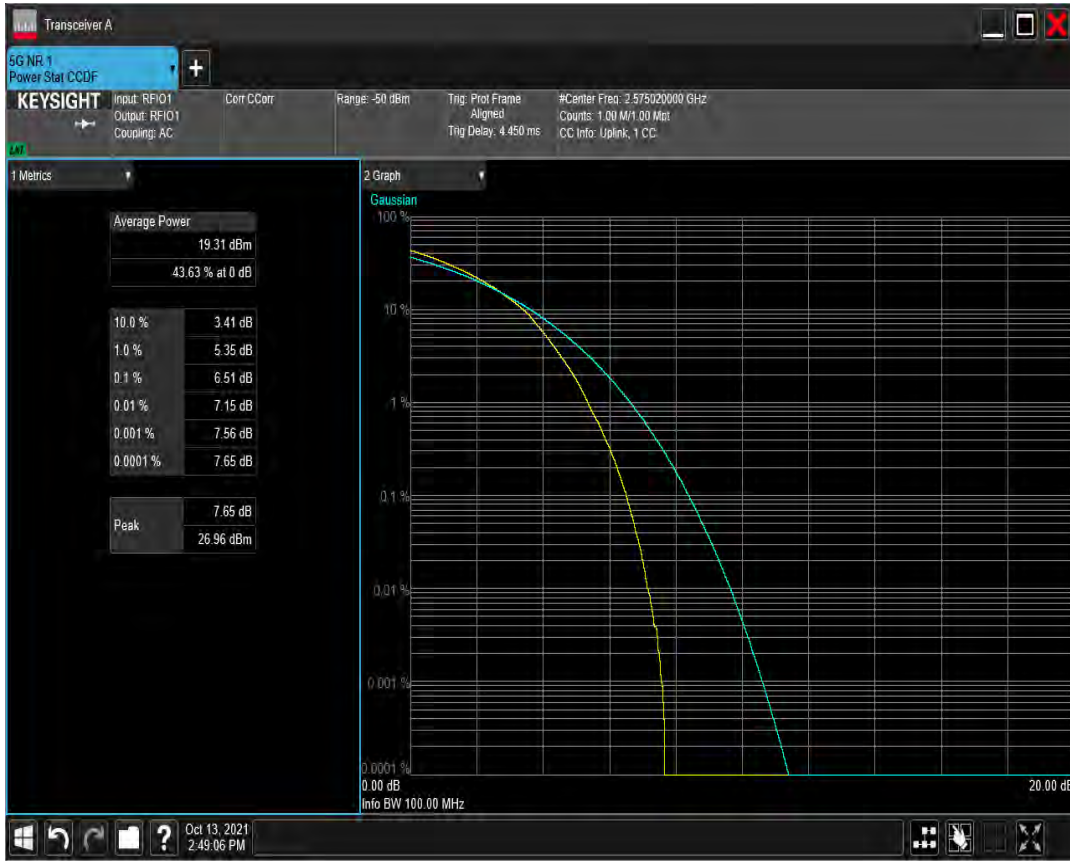 Transceiver A
5G NR 1
Power Stat CCDF
+
KEYSIGHT
Input: RFIO1
Output: RFIO1
Coupling: AC
Corr CCorr
Range: -50 dBm
Trig: Prot Frame
Aligned
Trig Delay: 4.450 ms
#Center Freq: 2.575020000 GHz
Counts: 1.00 M/1.00 Mpt
CC Info: Uplink, 1 CC
1 Metrics
Average Power
19.31 dBm
43.63 % at 0 dB
10.0 % 3.41 dB
1.0 % 5.35 dB
0.1 % 6.51 dB
0.01 % 7.15 dB
0.001 % 7.56 dB
0.0001 % 7.65 dB
Peak
7.65 dB
26.96 dBm
2 Graph
Gaussian
100 %
10 %
1 %
0.1 %
0.01 %
0.001 %
0.0001 %
0.00 dB
20.00 dB
Info BW 100.00 MHz
?
Oct 13, 2021
2:49:06 PM